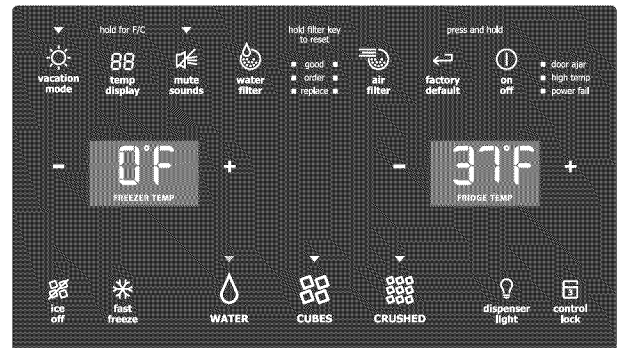 hold for F/C
hold filter key
to reset
press and hold
vacation
mode
88
temp
display
mute
sounds
water
filter
good
order
replace
air
filter
factory
default
on
off
door ajar
high temp
power fail
- 0°F +
FREEZER TEMP
- 37°F +
FRIDGE TEMP
ice
off
fast
freeze
WATER
CUBES
CRUSHED
dispenser
light
3
control
lock